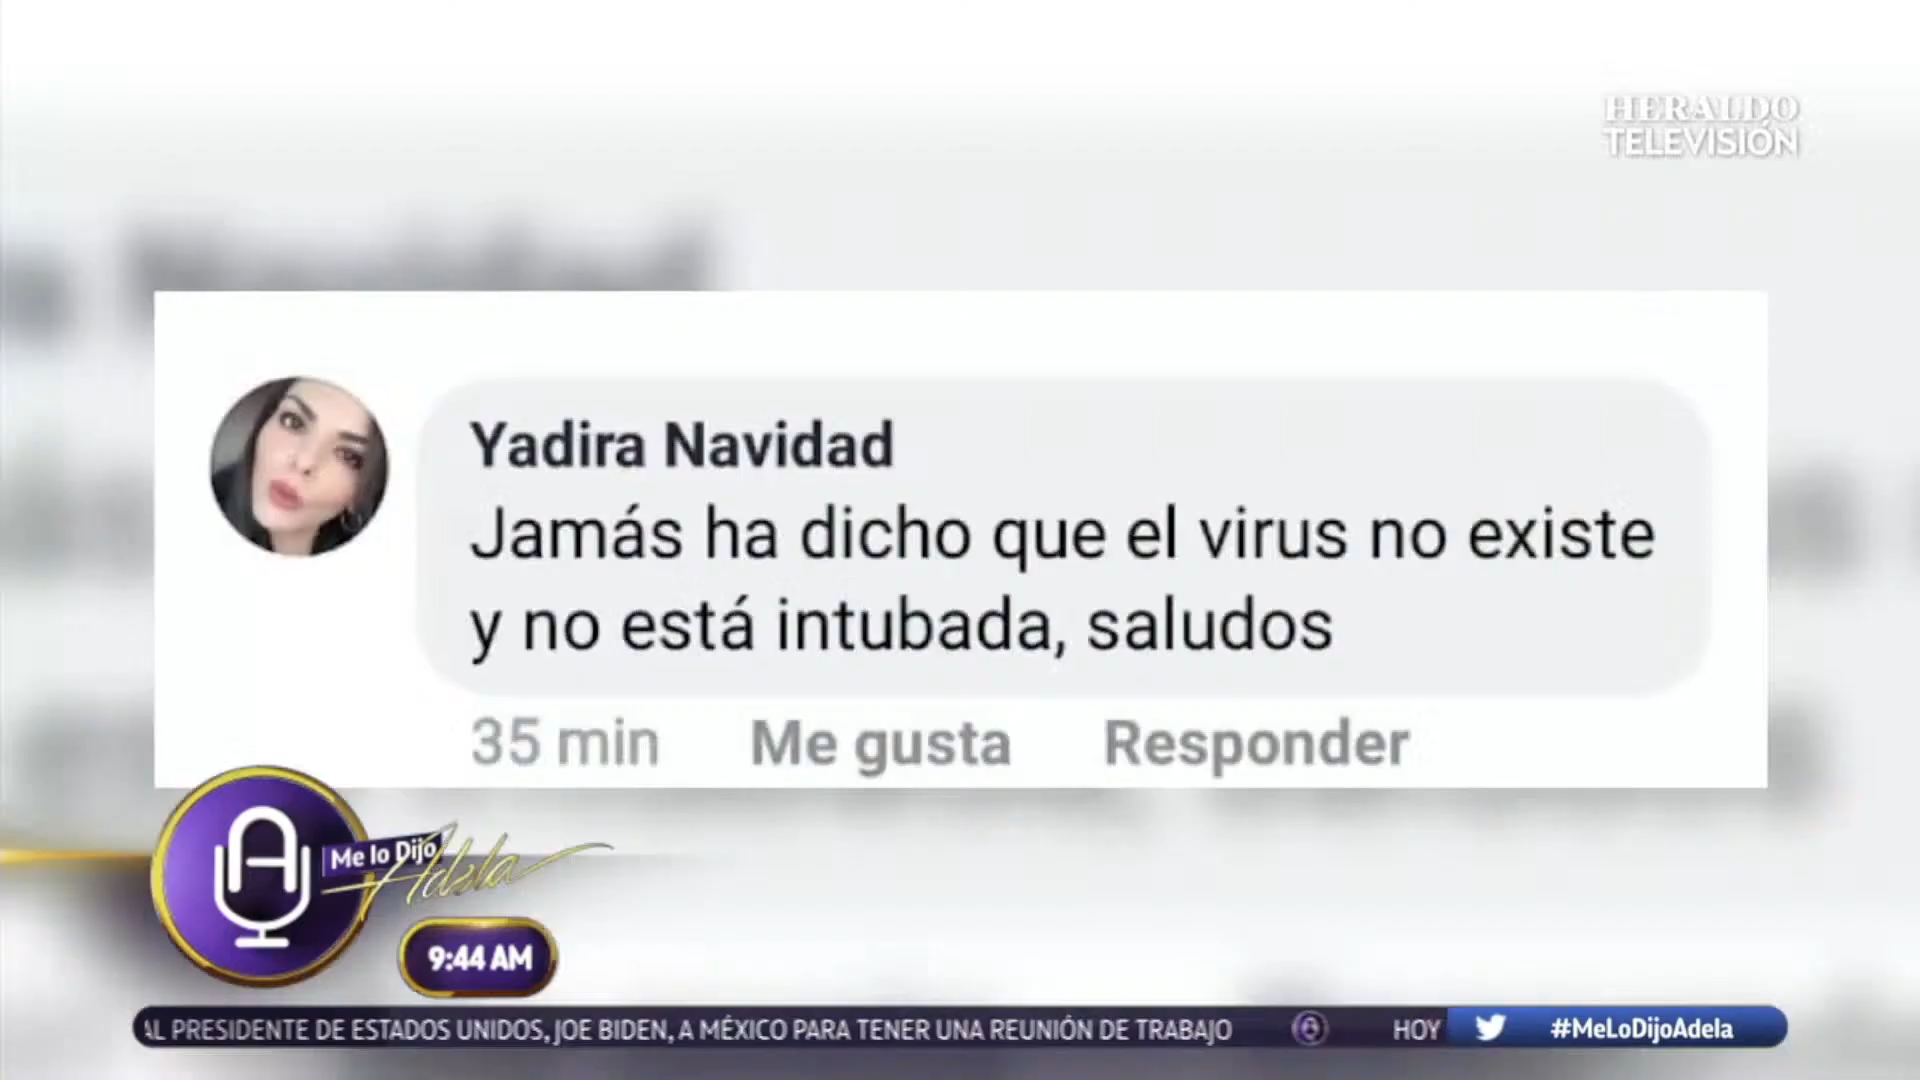 HERALDO
TELEVISIÓN
Yadira Navidad
Jamás ha dicho que el virus no existe
y no está intubada, saludos
35 min Me gusta Responder
Me lo Dijo
Adela
9:44 AM
AL PRESIDENTE DE ESTADOS UNIDOS, JOE BIDEN, A MÉXICO PARA TENER UNA REUNIÓN DE TRABAJO HOY #MeLoDijoAdela